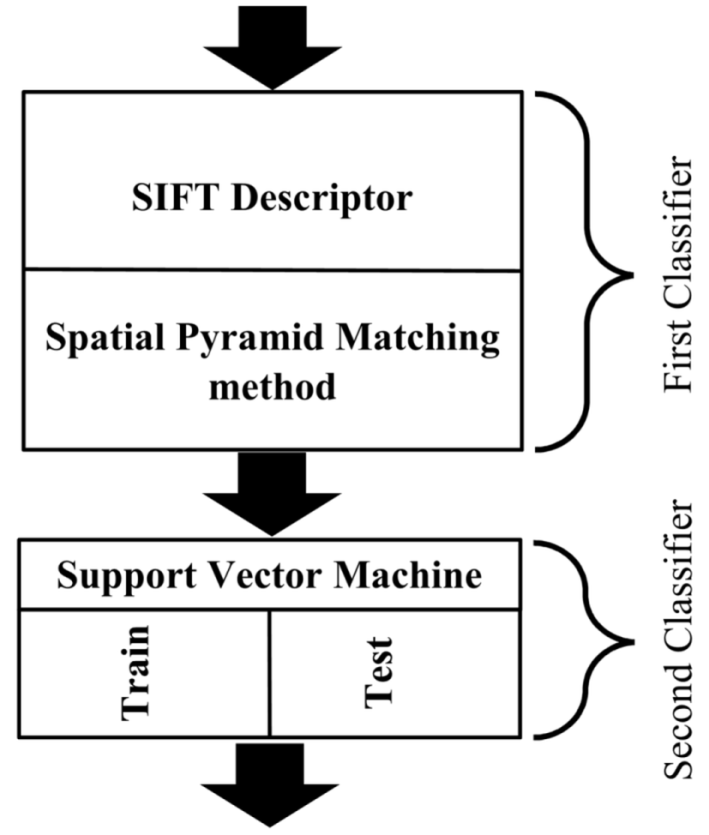 SIFT Descriptor
Spatial Pyramid Matching
method
First Classifier
Support Vector Machine
Train
Test
Second Classifier